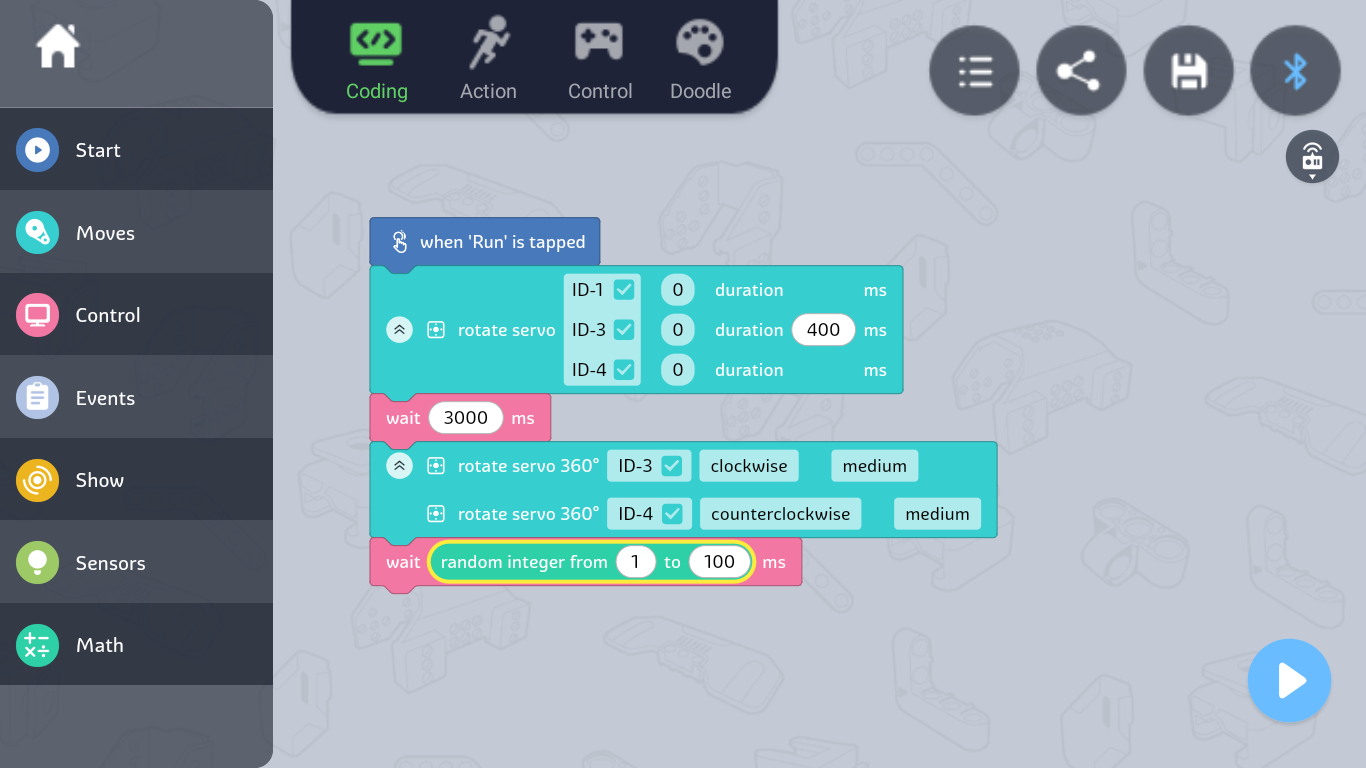 Coding Action Control Doodle
Start
Moves
Control
Events
Show
Sensors
Math
when 'Run' is tapped
ID-1 0 duration ms
rotate servo ID-3 0 duration 400 ms
ID-4 0 duration ms
wait 3000 ms
rotate servo 360° ID-3 clockwise medium
rotate servo 360° ID-4 counterclockwise medium
wait random integer from 1 to 100 ms